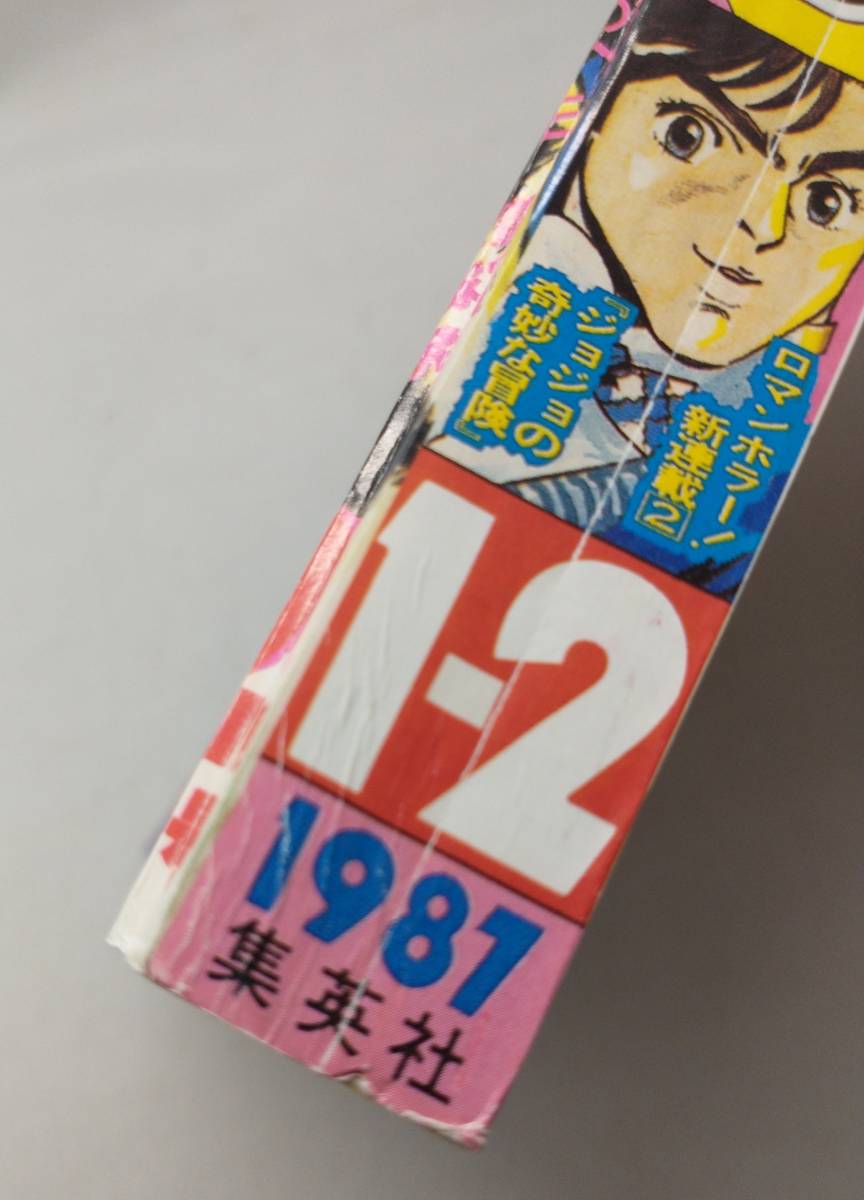 ロマンホラー!
新連載[2]
『ジョジョの
奇妙な冒険』
1-2
1987
集英社